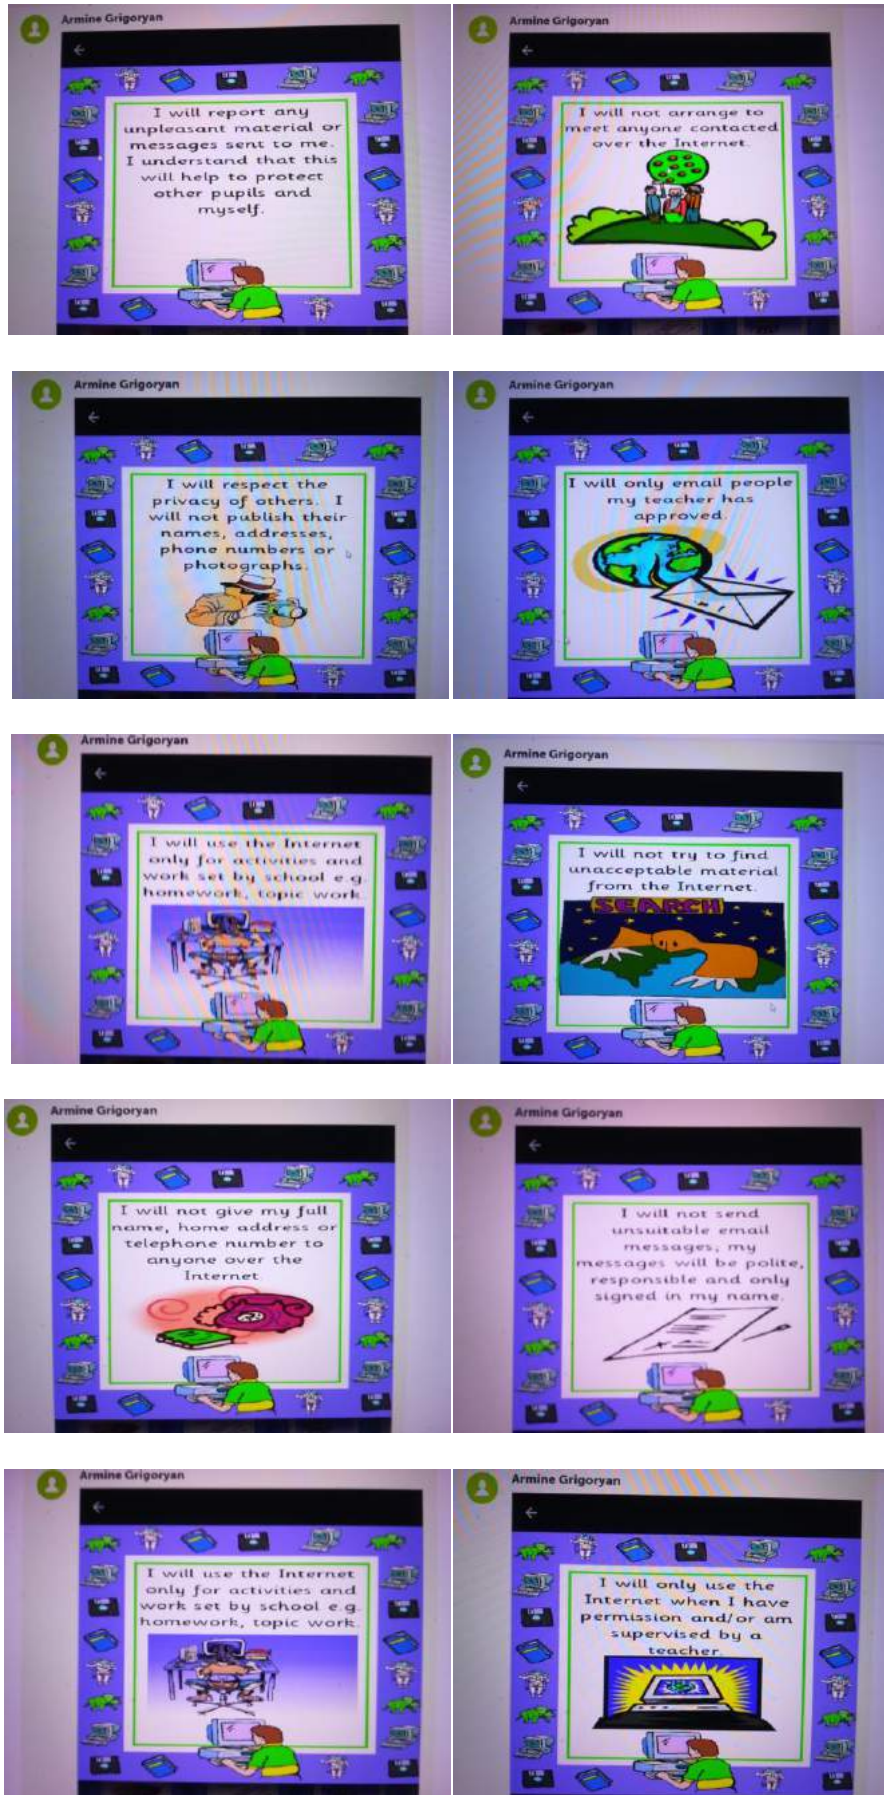 Armine Grigoryan
I will report any
unpleasant material or
messages sent to me.
I understand that this
will help to protect
other pupils and
myself.
Armine Grigoryan
I will not arrange to
meet anyone contacted
over the Internet.
Armine Grigoryan
I will respect the
privacy of others. I
will not publish their
names, addresses,
phone numbers or
photographs.
Armine Grigoryan
I will only email people
my teacher has
approved.
Armine Grigoryan
I will use the Internet
only for activities and
work set by school e.g.
homework, topic work.
Armine Grigoryan
I will not try to find
unacceptable material
from the Internet.
SEARCH
Armine Grigoryan
I will not give my full
name, home address or
telephone number to
anyone over the
Internet
Armine Grigoryan
I will not send
unsuitable email
messages, my
messages will be polite,
responsible and only
signed in my name.
Armine Grigoryan
I will use the Internet
only for activities and
work set by school e.g.
homework, topic work.
Armine Grigoryan
I will only use the
Internet when I have
permission and/or am
supervised by a
teacher.